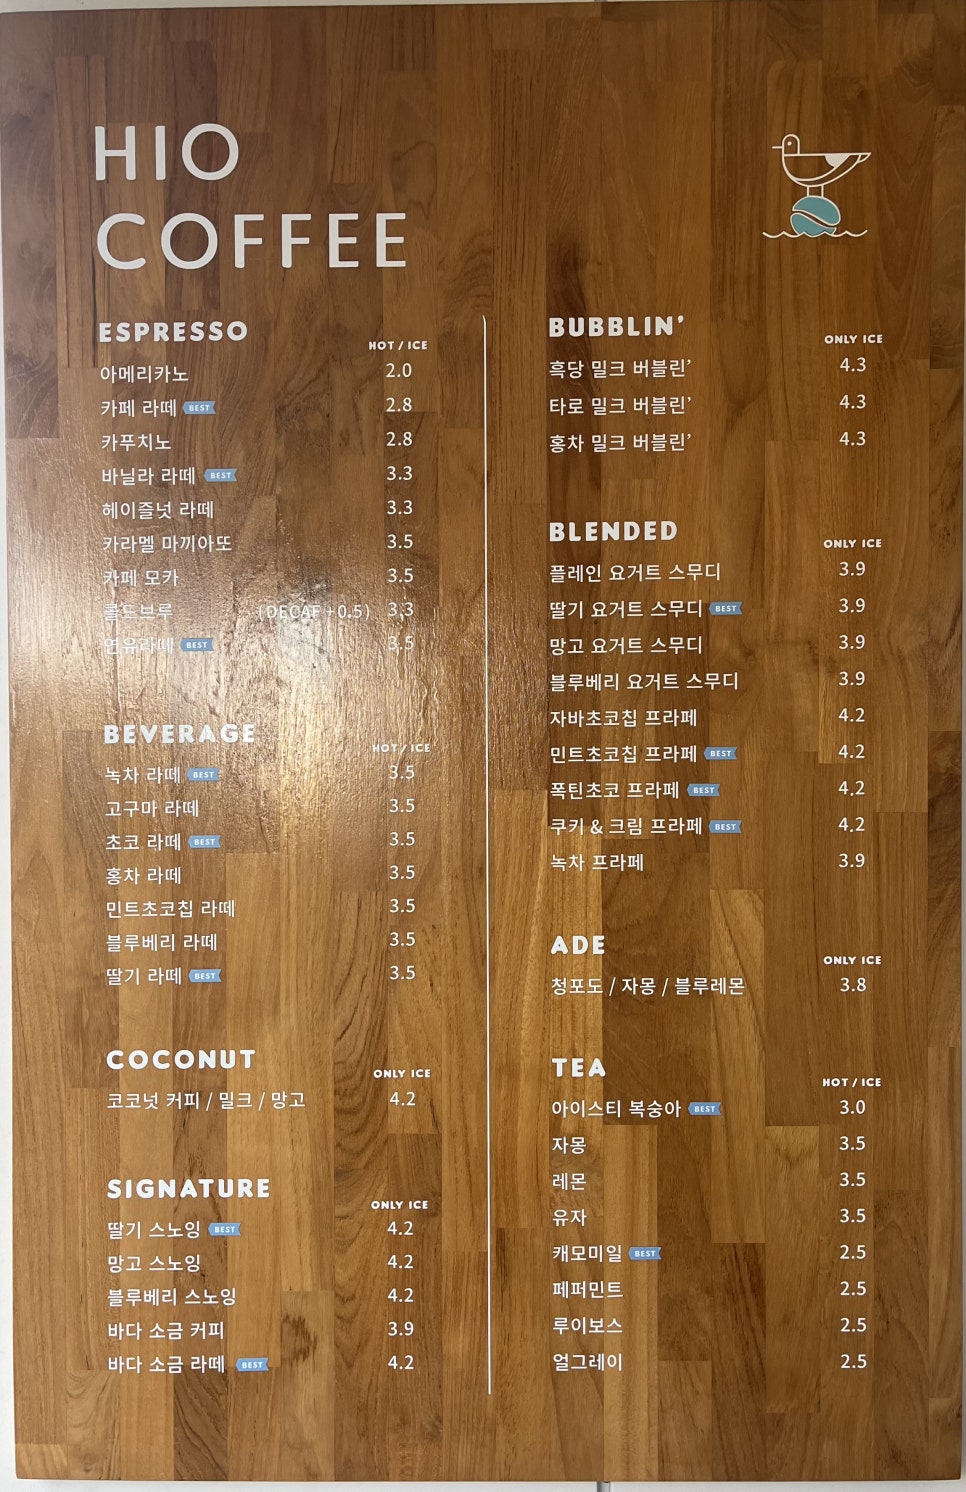 HIO
COFFEE
ESPRESSO
HOT / ICE
아메리카노 2.0
카페 라떼 BEST 2.8
카푸치노 2.8
바닐라 라떼 BEST 3.3
헤이즐넛 라떼 3.3
카라멜 마끼아또 3.5
카페 모카 3.5
콜드브루 (DECAF +0.5) 3.3
연유라떼 BEST 3.5
BEVERAGE
HOT / ICE
녹차 라떼 BEST 3.5
고구마 라떼 3.5
초코 라떼 BEST 3.5
홍차 라떼 3.5
민트초코칩 라떼 3.5
블루베리 라떼 3.5
딸기 라떼 BEST 3.5
COCONUT
ONLY ICE
코코넛 커피 / 밀크 / 망고 4.2
SIGNATURE
ONLY ICE
딸기 스노잉 BEST 4.2
망고 스노잉 4.2
블루베리 스노잉 4.2
바다 소금 커피 3.9
바다 소금 라떼 BEST 4.2
BUBBLIN'
ONLY ICE
흑당 밀크 버블린' 4.3
타로 밀크 버블린' 4.3
홍차 밀크 버블린' 4.3
BLENDED
ONLY ICE
플레인 요거트 스무디 3.9
딸기 요거트 스무디 BEST 3.9
망고 요거트 스무디 3.9
블루베리 요거트 스무디 3.9
자바초코칩 프라페 4.2
민트초코칩 프라페 BEST 4.2
폭틴초코 프라페 BEST 4.2
쿠키 & 크림 프라페 BEST 4.2
녹차 프라페 3.9
ADE
ONLY ICE
청포도 / 자몽 / 블루레몬 3.8
TEA
HOT / ICE
아이스티 복숭아 BEST 3.0
자몽 3.5
레몬 3.5
유자 3.5
캐모미일 BEST 2.5
페퍼민트 2.5
루이보스 2.5
얼그레이 2.5